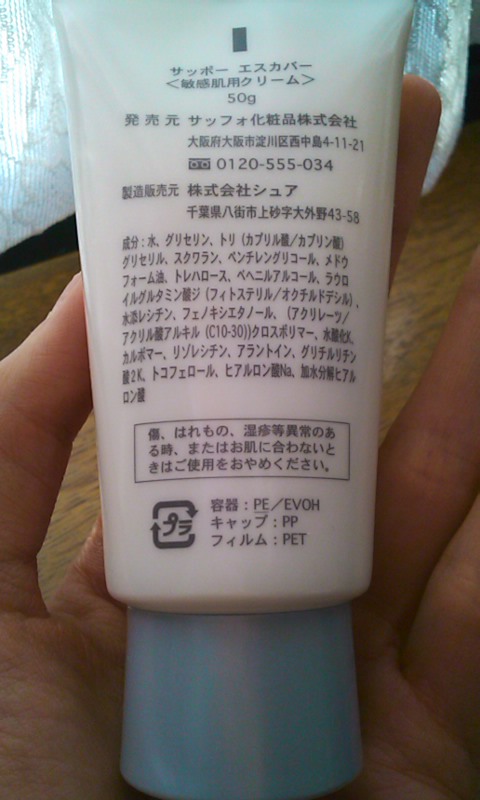 サッポー エスカバー
＜敏感肌用クリーム＞
50g
発 売 元 サッフォ化粧品株式会社
大阪府大阪市淀川区西中島4-11-21
0120-555-034
製造販売元 株式会社シュア
千葉県八街市上砂字大外野43-58
成分：水、グリセリン、トリ（カプリル酸/カプリン酸）
グリセリル、スクワラン、ペンチレングリコール、メドウ
フォーム油、トレハロース、ベヘニルアルコール、ラウロ
イルグルタミン酸ジ（フィトステリル/オクチルドデシル）、
水添レシチン、フェノキシエタノール、（アクリレーツ/
アクリル酸アルキル（C10-30））クロスポリマー、水酸化K、
カルボマー、リゾレシチン、アラントイン、グリチルリチン
酸2K、トコフェロール、ヒアルロン酸Na、加水分解ヒアル
ロン酸
傷、はれもの、湿疹等異常のあ
る時、またはお肌に合わないと
きはご使用をおやめください。
プラ
容器：PE／EVOH
キャップ：PP
フィルム：PET